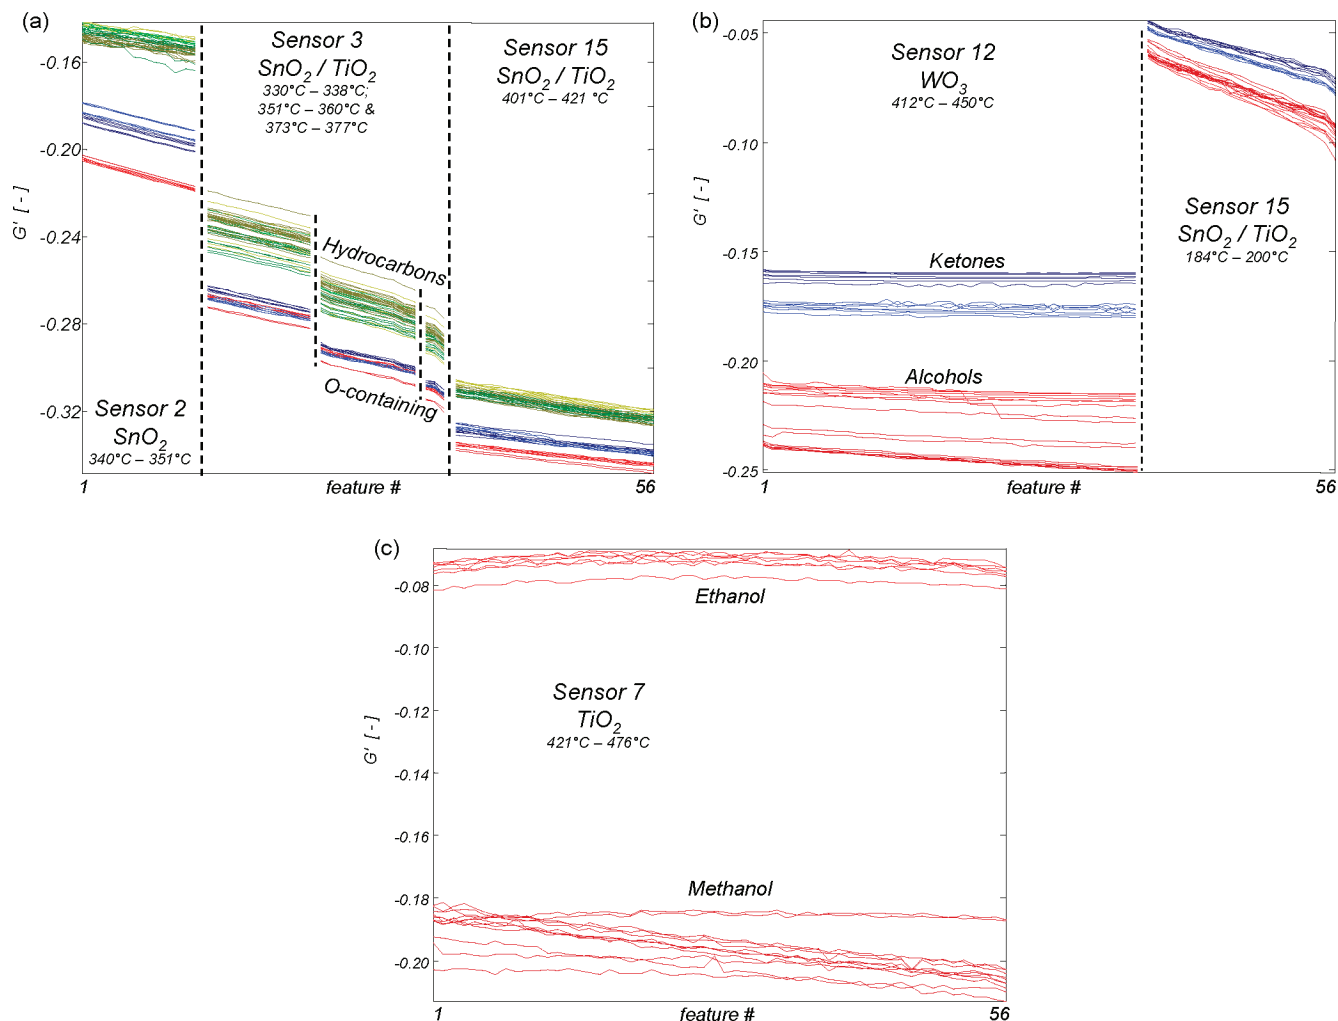 (a)
-0.16
-0.20
-0.24
-0.28
-0.32
G' [ - ]
Sensor 2
SnO2
340°C – 351°C
Sensor 3
SnO2 / TiO2
330°C – 338°C;
351°C – 360°C &
373°C – 377°C
Sensor 15
SnO2 / TiO2
401°C – 421 °C
Hydrocarbons
O-containing
1
feature #
56
(b)
-0.05
-0.10
-0.15
-0.20
-0.25
G' [ - ]
Sensor 12
WO3
412°C – 450°C
Sensor 15
SnO2 / TiO2
184°C – 200°C
Ketones
Alcohols
1
feature #
56
(c)
-0.08
-0.10
-0.12
-0.14
-0.16
-0.18
-0.20
G' [ - ]
Ethanol
Sensor 7
TiO2
421°C – 476°C
Methanol
1
feature #
56